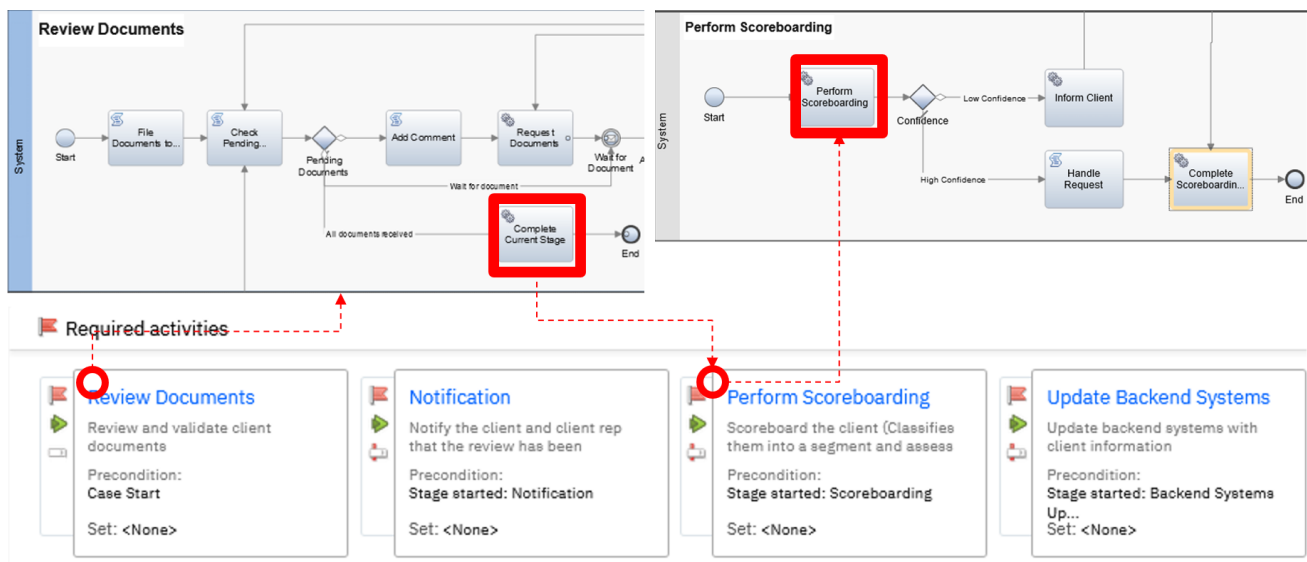 Review Documents
System
Start
File
Documents to...
Check
Pending...
Pending
Documents
Add Comment
Request
Documents
Wait for
Document
A
Wait for document
All documents received
Complete
Current Stage
End
Perform Scoreboarding
System
Start
Perform
Scoreboarding
Confidence
Low Confidence
Inform Client
High Confidence
Handle
Request
Complete
Scoreboardin...
End
Required activities
Review Documents
Review and validate client
documents
Precondition:
Case Start
Set: <None>
Notification
Notify the client and client rep
that the review has been
Precondition:
Stage started: Notification
Set: <None>
Perform Scoreboarding
Scoreboard the client (Classifies
them into a segment and assess
Precondition:
Stage started: Scoreboarding
Set: <None>
Update Backend Systems
Update backend systems with
client information
Precondition:
Stage started: Backend Systems
Up...
Set: <None>